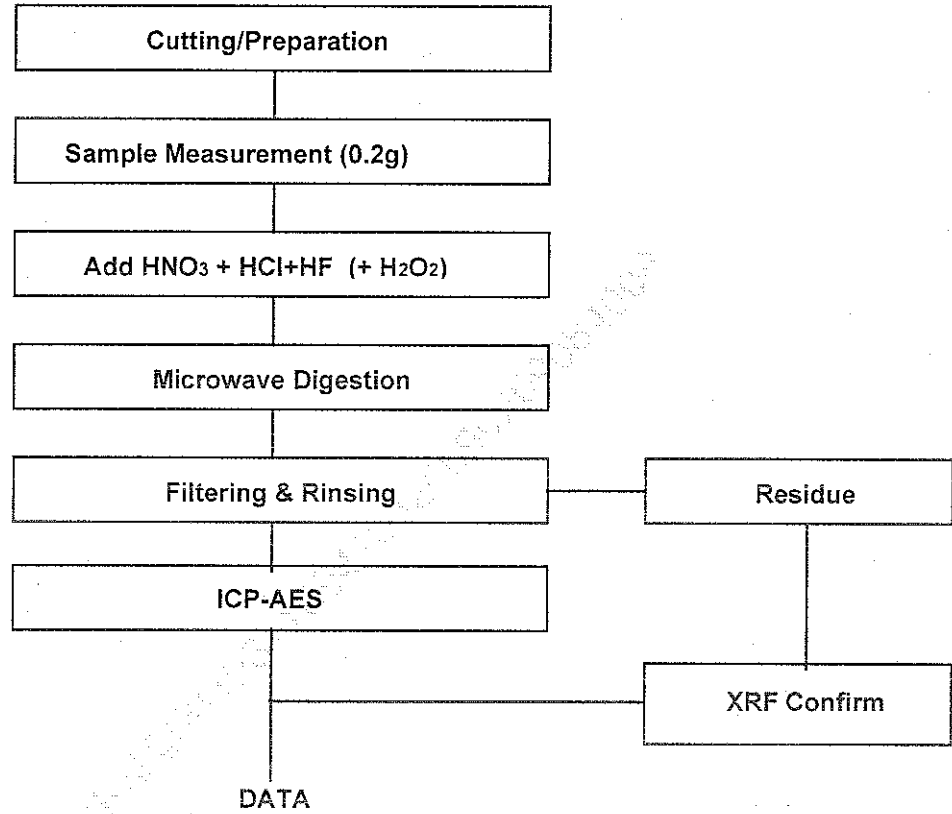 Cutting/Preparation
Sample Measurement (0.2g)
Add HNO₃ + HCl+HF (+ H₂O₂)
Microwave Digestion
Filtering & Rinsing
Residue
ICP-AES
XRF Confirm
DATA